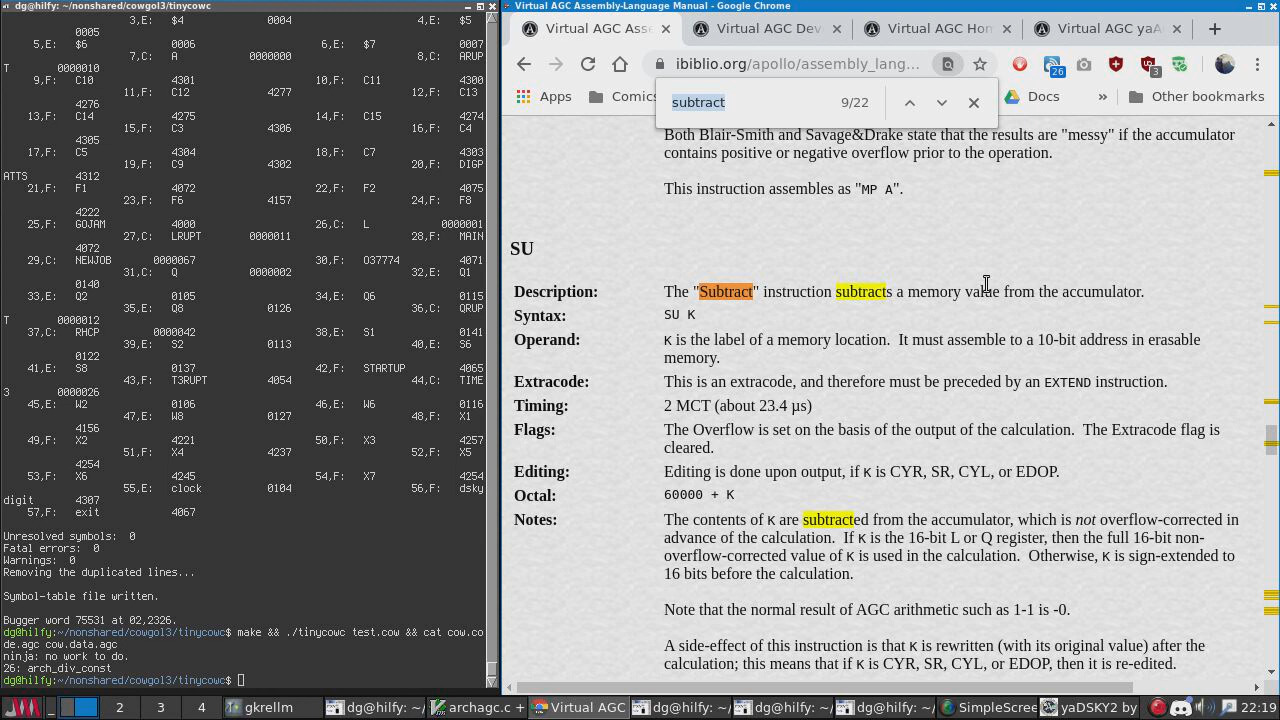 dg@hilfy:~/nonshared/cowgol3/tinycowc
3,E: $4 0004 4,E: $5
0005
5,E: $6 0006 6,E: $7 0007
7,C: A 0000000 8,C: ARUP
T 0000010
9,F: C10 4301 10,F: C11 4300
11,F: C12 4277 12,F: C13
4276
13,F: C14 4275 14,F: C15 4274
15,F: C3 4306 16,F: C4
4305
17,F: C5 4304 18,F: C7 4303
19,F: C9 4302 20,F: DIGP
ATTS 4312
21,F: F1 4072 22,F: F2 4075
23,F: F6 4157 24,F: F8
4222
25,F: GOJAM 4000 26,C: L 0000001
27,C: LRUPT 0000011 28,F: MAIN
4072
29,C: NEWJOB 0000067 30,F: O37774 4071
31,C: Q 0000002 32,E: Q1
0140
33,E: Q2 0105 34,E: Q6 0115
35,E: Q8 0126 36,C: QRUP
T 0000012
37,C: RHCP 0000042 38,E: S1 0141
39,E: S2 0113 40,E: S6
0122
41,E: S8 0137 42,F: STARTUP 4065
43,F: T3RUPT 4054 44,C: TIME
3 0000026
45,E: W2 0106 46,E: W6 0116
47,E: W8 0127 48,F: X1
4156
49,F: X2 4221 50,F: X3 4257
51,F: X4 4237 52,F: X5
4254
53,F: X6 4245 54,F: X7 4254
55,E: clock 0104 56,F: dsky
digit 4307
57,F: exit 4067
Unresolved symbols: 0
Fatal errors: 0
Warnings: 0
Removing the duplicated lines...
Symbol-table file written.
Bugger word 75531 at 02,2326.
dg@hilfy:~/nonshared/cowgol3/tinycowc$ make && ./tinycowc test.cow && cat cow.co
de.agc cow.data.agc
ninja: no work to do.
26: arch_div_const
dg@hilfy:~/nonshared/cowgol3/tinycowc$
Virtual AGC Assembly-Language Manual - Google Chrome
Virtual AGC Asse Virtual AGC Dev Virtual AGC Hon Virtual AGC yaA
ibiblio.org/apollo/assembly_lang... 26 3
Apps Comics Docs
subtract 9/22
Both Blair-Smith and Savage&Drake state that the results are "messy" if the accumulator
contains positive or negative overflow prior to the operation.
This instruction assembles as "MP A".
SU
Description: The "Subtract" instruction subtracts a memory value from the accumulator.
Syntax: SU K
Operand: K is the label of a memory location. It must assemble to a 10-bit address in erasable
memory.
Extracode: This is an extracode, and therefore must be preceded by an EXTEND instruction.
Timing: 2 MCT (about 23.4 µs)
Flags: The Overflow is set on the basis of the output of the calculation. The Extracode flag is
cleared.
Editing: Editing is done upon output, if K is CYR, SR, CYL, or EDOP.
Octal: 60000 + K
Notes: The contents of K are subtracted from the accumulator, which is not overflow-corrected in
advance of the calculation. If K is the 16-bit L or Q register, then the full 16-bit non-
overflow-corrected value of K is used in the calculation. Otherwise, K is sign-extended to
16 bits before the calculation.
Note that the normal result of AGC arithmetic such as 1-1 is -0.
A side-effect of this instruction is that K is rewritten (with its original value) after the
calculation; this means that if K is CYR, SR, CYL, or EDOP, then it is re-edited.
2 3 4 gkrellm dg@hilfy: ~ archagc.c + Virtual AGC dg@hilfy: ~/ dg@hilfy: ~/ dg@hilfy: ~/ SimpleScree yaDSKY2 by 22:19